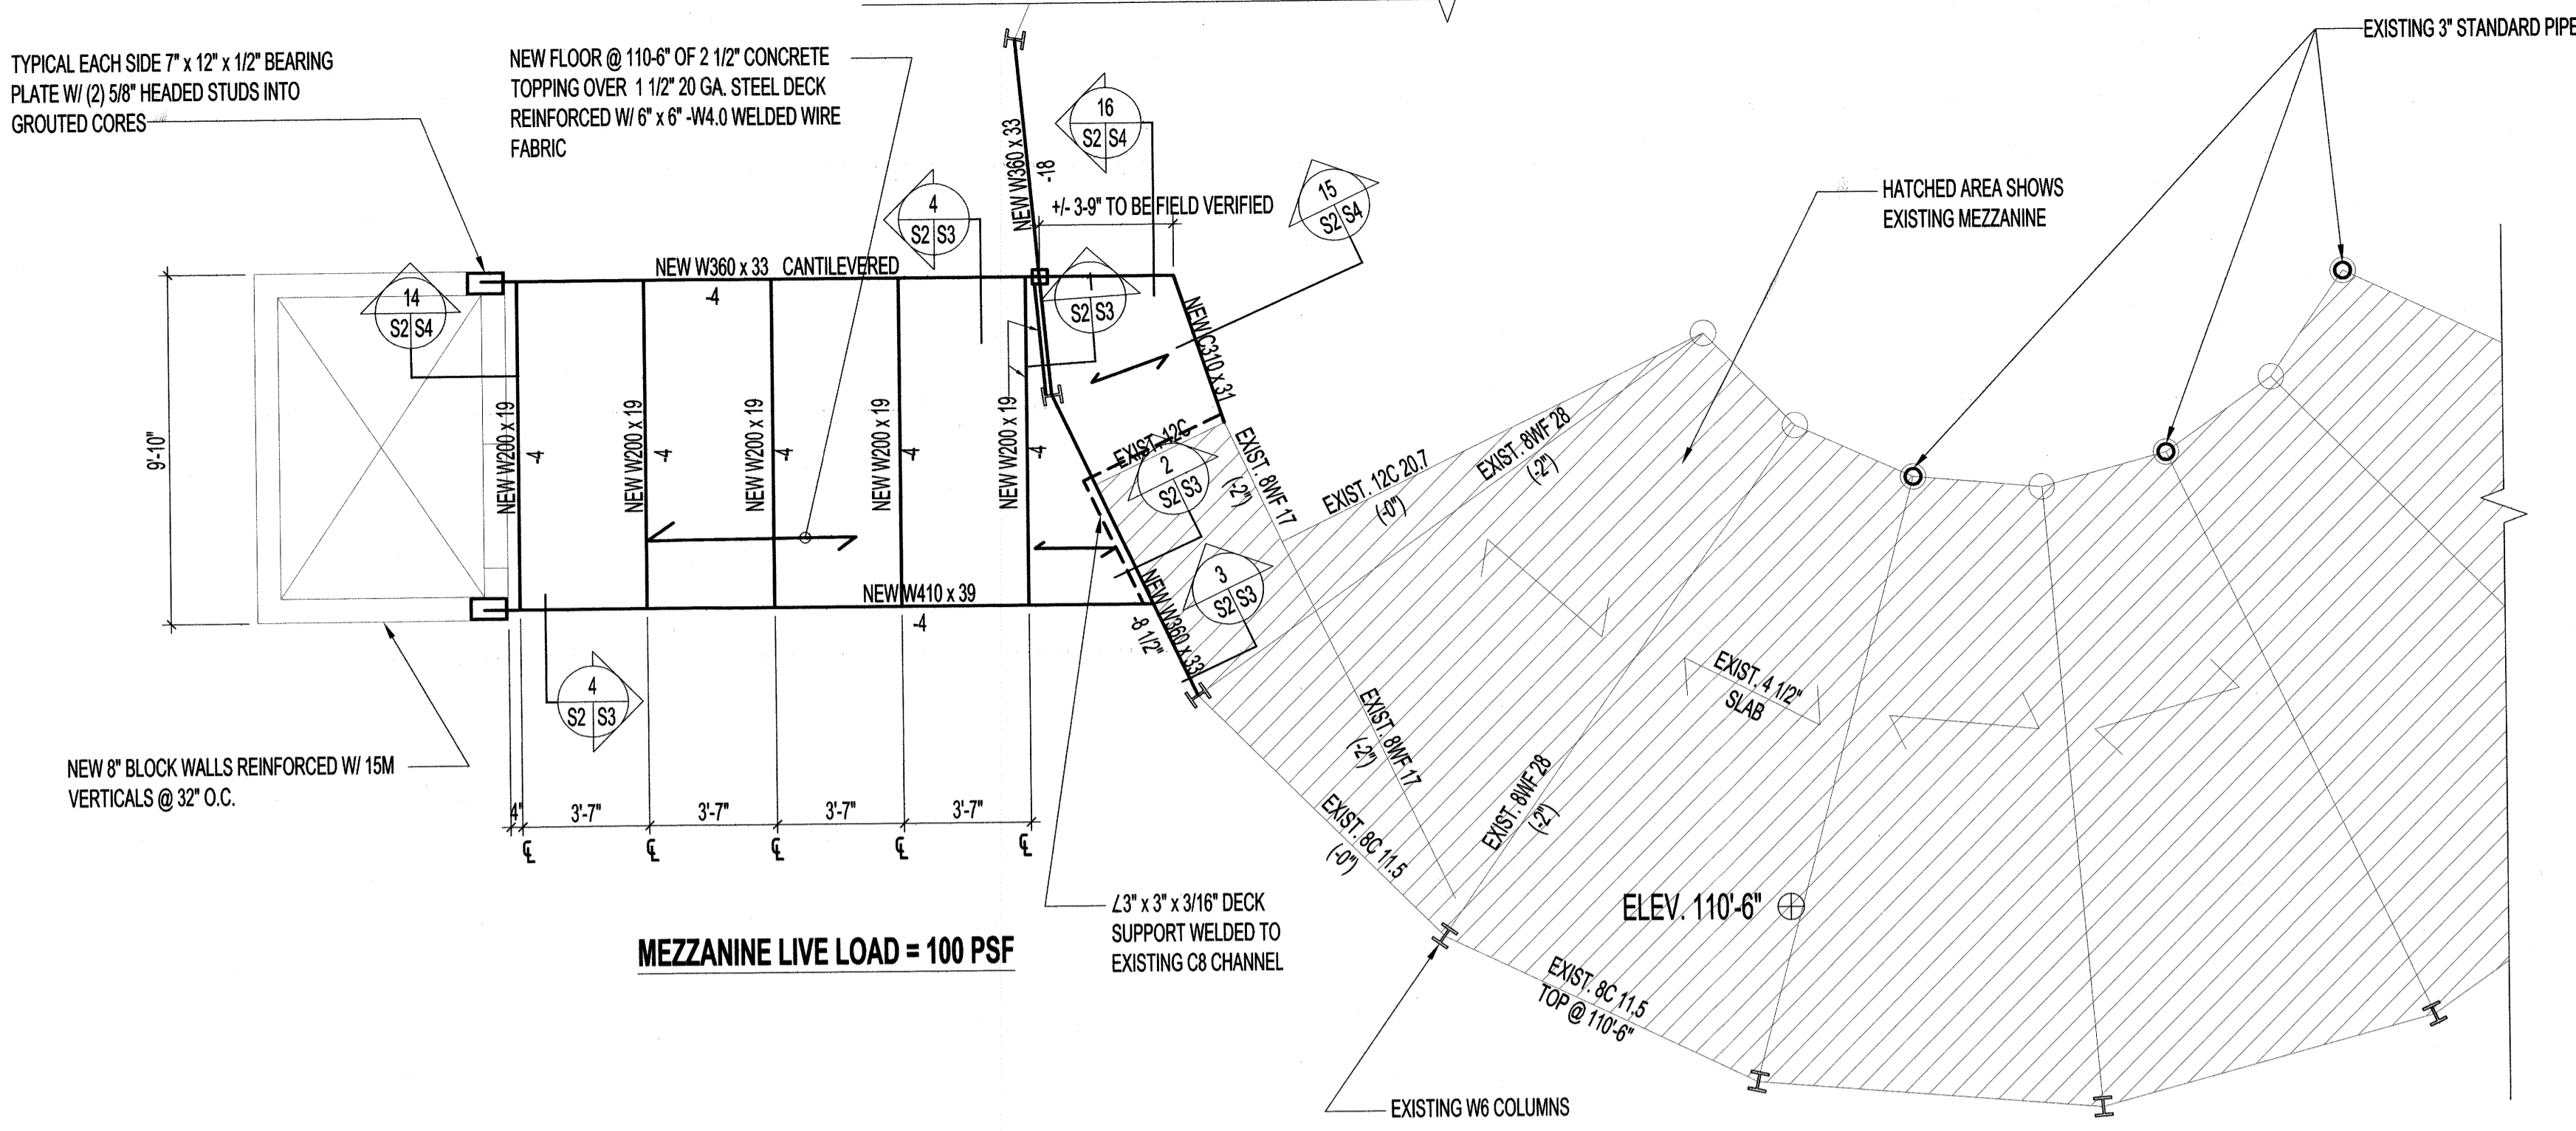 EXISTING 3" STANDARD PIPE
TYPICAL EACH SIDE 7" x 12" x 1/2" BEARING
PLATE W/ (2) 5/8" HEADED STUDS INTO
GROUTED CORES
NEW FLOOR @ 110-6" OF 2 1/2" CONCRETE
TOPPING OVER 1 1/2" 20 GA. STEEL DECK
REINFORCED W/ 6" x 6" -W4.0 WELDED WIRE
FABRIC
NEW W360 x 33
-18
16
S2 S4
15
S2 S4
4
S2 S3
+/- 3-9" TO BE FIELD VERIFIED
HATCHED AREA SHOWS
EXISTING MEZZANINE
NEW W360 x 33 CANTILEVERED
-4
14
S2 S4
1
S2 S3
NEW C310 x 31
9'-10"
NEW W200 x 19
-4
NEW W200 x 19
-4
NEW W200 x 19
-4
NEW W200 x 19
-4
NEW W200 x 19
-4
EXIST. 12C
2
S2 S3
EXIST. 8WF 17
(-2")
EXIST. 12C 20.7
(-0")
EXIST. 8WF 28
(-2")
3
S2 S3
NEW W410 x 39
-4
NEW W360 x 33
-8 1/2"
4
S2 S3
EXIST. 4 1/2"
SLAB
EXIST. 8WF 17
(-2")
EXIST. 8WF 28
(-2")
EXIST. 8C 11.5
(-0")
NEW 8" BLOCK WALLS REINFORCED W/ 15M
VERTICALS @ 32" O.C.
4" 3'-7" 3'-7" 3'-7" 3'-7"
℄ ℄ ℄ ℄ ℄
∠3" x 3" x 3/16" DECK
SUPPORT WELDED TO
EXISTING C8 CHANNEL
ELEV. 110'-6"
MEZZANINE LIVE LOAD = 100 PSF
EXIST. 8C 11.5
TOP @ 110'-6"
EXISTING W6 COLUMNS